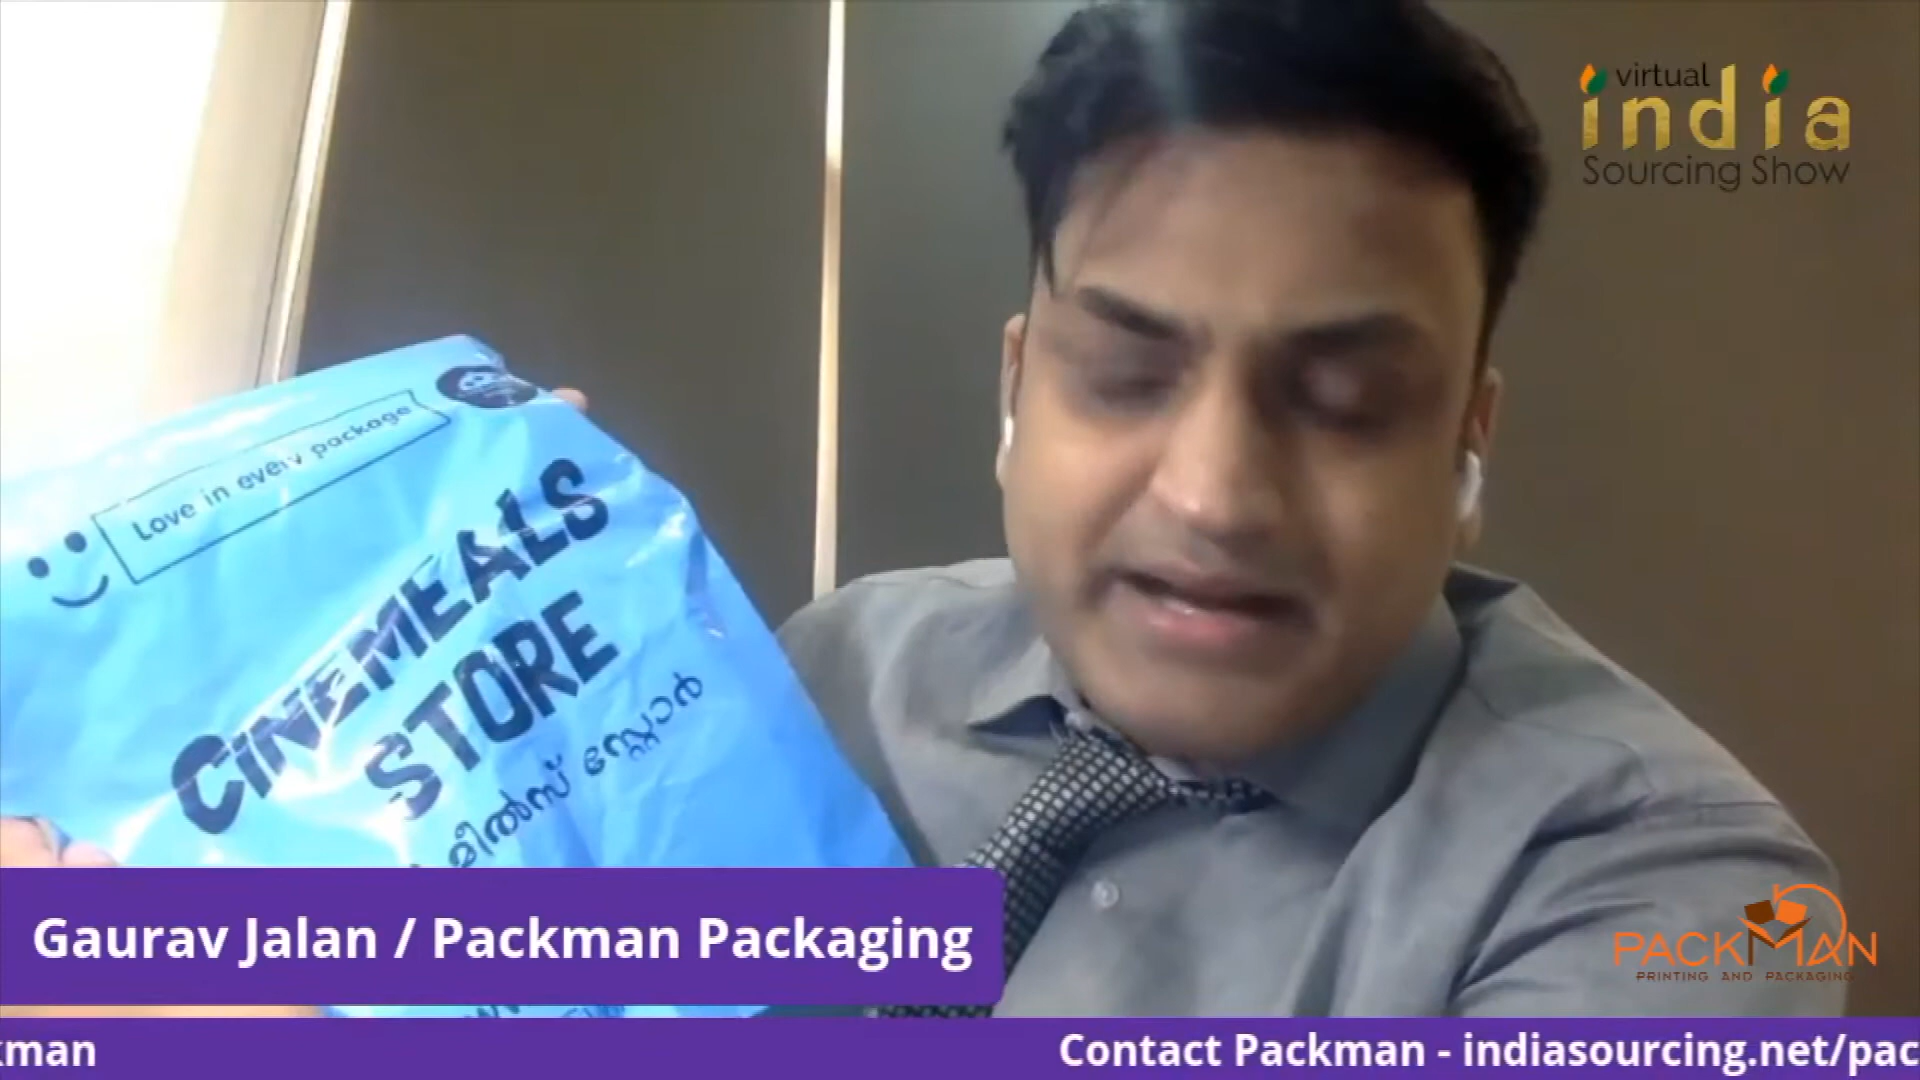 virtual
india
Sourcing Show
Love in every package
CINEMEALS
STORE
മീൽസ് സ്റ്റോർ
Gaurav Jalan / Packman Packaging
PACKMAN
PRINTING AND PACKAGING
Contact Packman - indiasourcing.net/pac